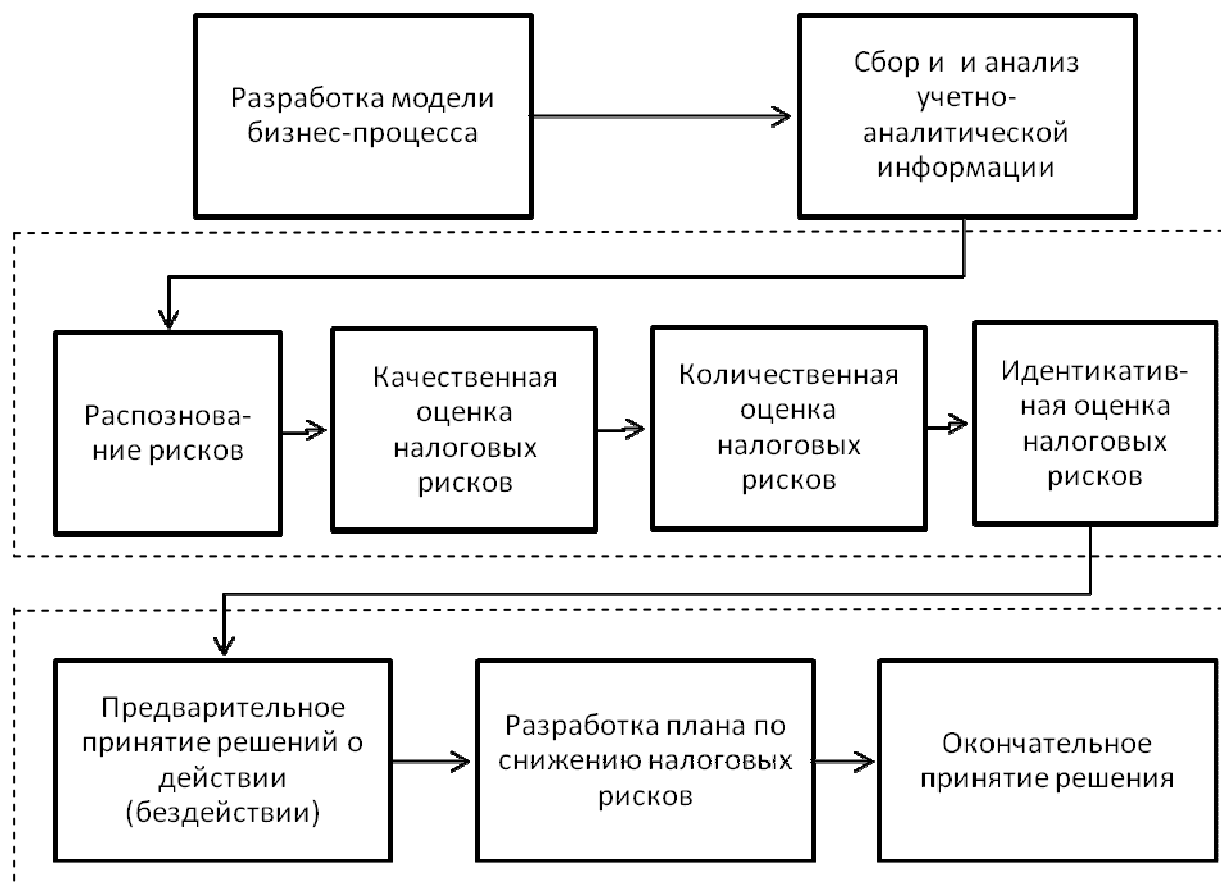 Разработка модели
бизнес-процесса
Сбор и  и анализ
учетно-
аналитической
информации
Распознова-
ние рисков
Качественная
оценка
налоговых
рисков
Количественная
оценка
налоговых
рисков
Идентикатив-
ная оценка
налоговых
рисков
Предварительное
принятие решений о
действии
(бездействии)
Разработка плана по
снижению налоговых
рисков
Окончательное
принятие решения